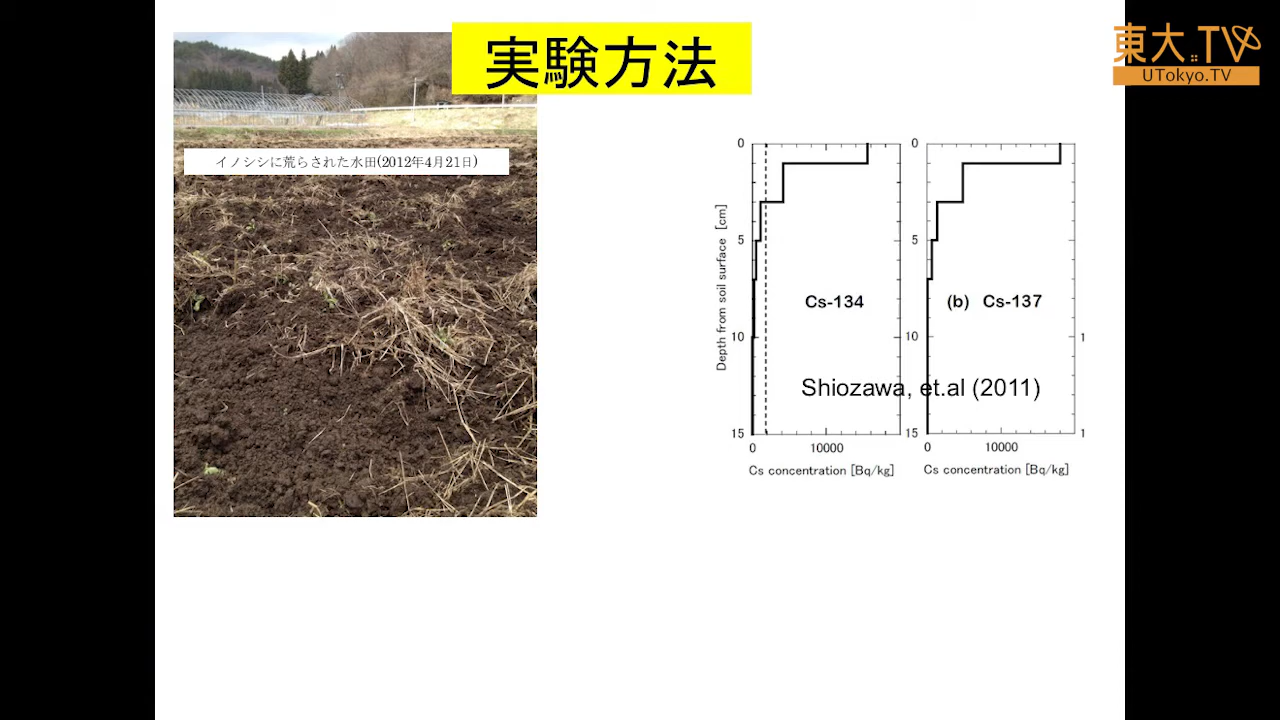 実験方法
東大.TV
UTokyo.TV
イノシシに荒らされた水田(2012年4月21日)
Depth from soil surface [cm]
0
5
10
15
Cs-134
0
10000
Cs concentration [Bq/kg]
0
5
10
15
(b) Cs-137
1
1
0
10000
Cs concentration [Bq/kg]
Shiozawa, et.al (2011)